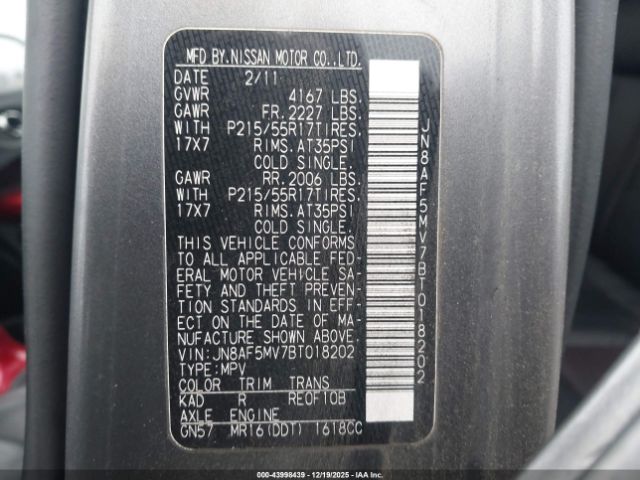 MFD BY.NISSAN MOTOR CO.,LTD.
DATE 2/11
GVWR 4167 LBS.
GAWR FR.2227 LBS.
WITH P215/55R17TIRES.
17X7 RIMS.AT35PSI
COLD SINGLE.
GAWR RR.2006 LBS.
WITH P215/55R17TIRES.
17X7 RIMS.AT35PSI
COLD SINGLE.
THIS VEHICLE CONFORMS
TO ALL APPLICABLE FED-
ERAL MOTOR VEHICLE SA-
FETY AND THEFT PREVEN-
TION STANDARDS IN EFF-
ECT ON THE DATE OF MA-
NUFACTURE SHOWN ABOVE.
VIN:JN8AF5MV7BT018202
TYPE:MPV
COLOR TRIM TRANS
KAD R RE0F10B
AXLE ENGINE
GN57 MR16(DDT) 1618CC
JN8AF5MV7BT018202
IAA - 43998439 - 12/19/2025 - IAAI.com